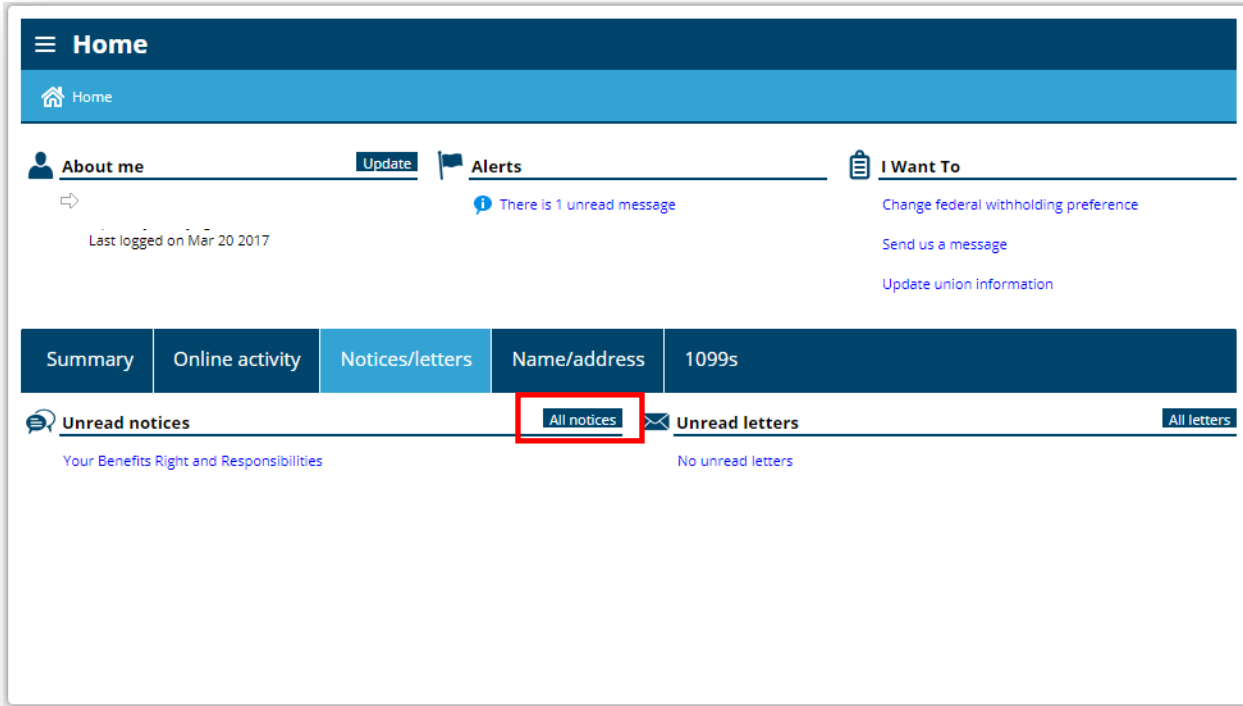 Home
Home
About me
Update
Last logged on Mar 20 2017
Alerts
There is 1 unread message
I Want To
Change federal withholding preference
Send us a message
Update union information
Summary
Online activity
Notices/letters
Name/address
1099s
Unread notices
All notices
Your Benefits Right and Responsibilities
Unread letters
All letters
No unread letters